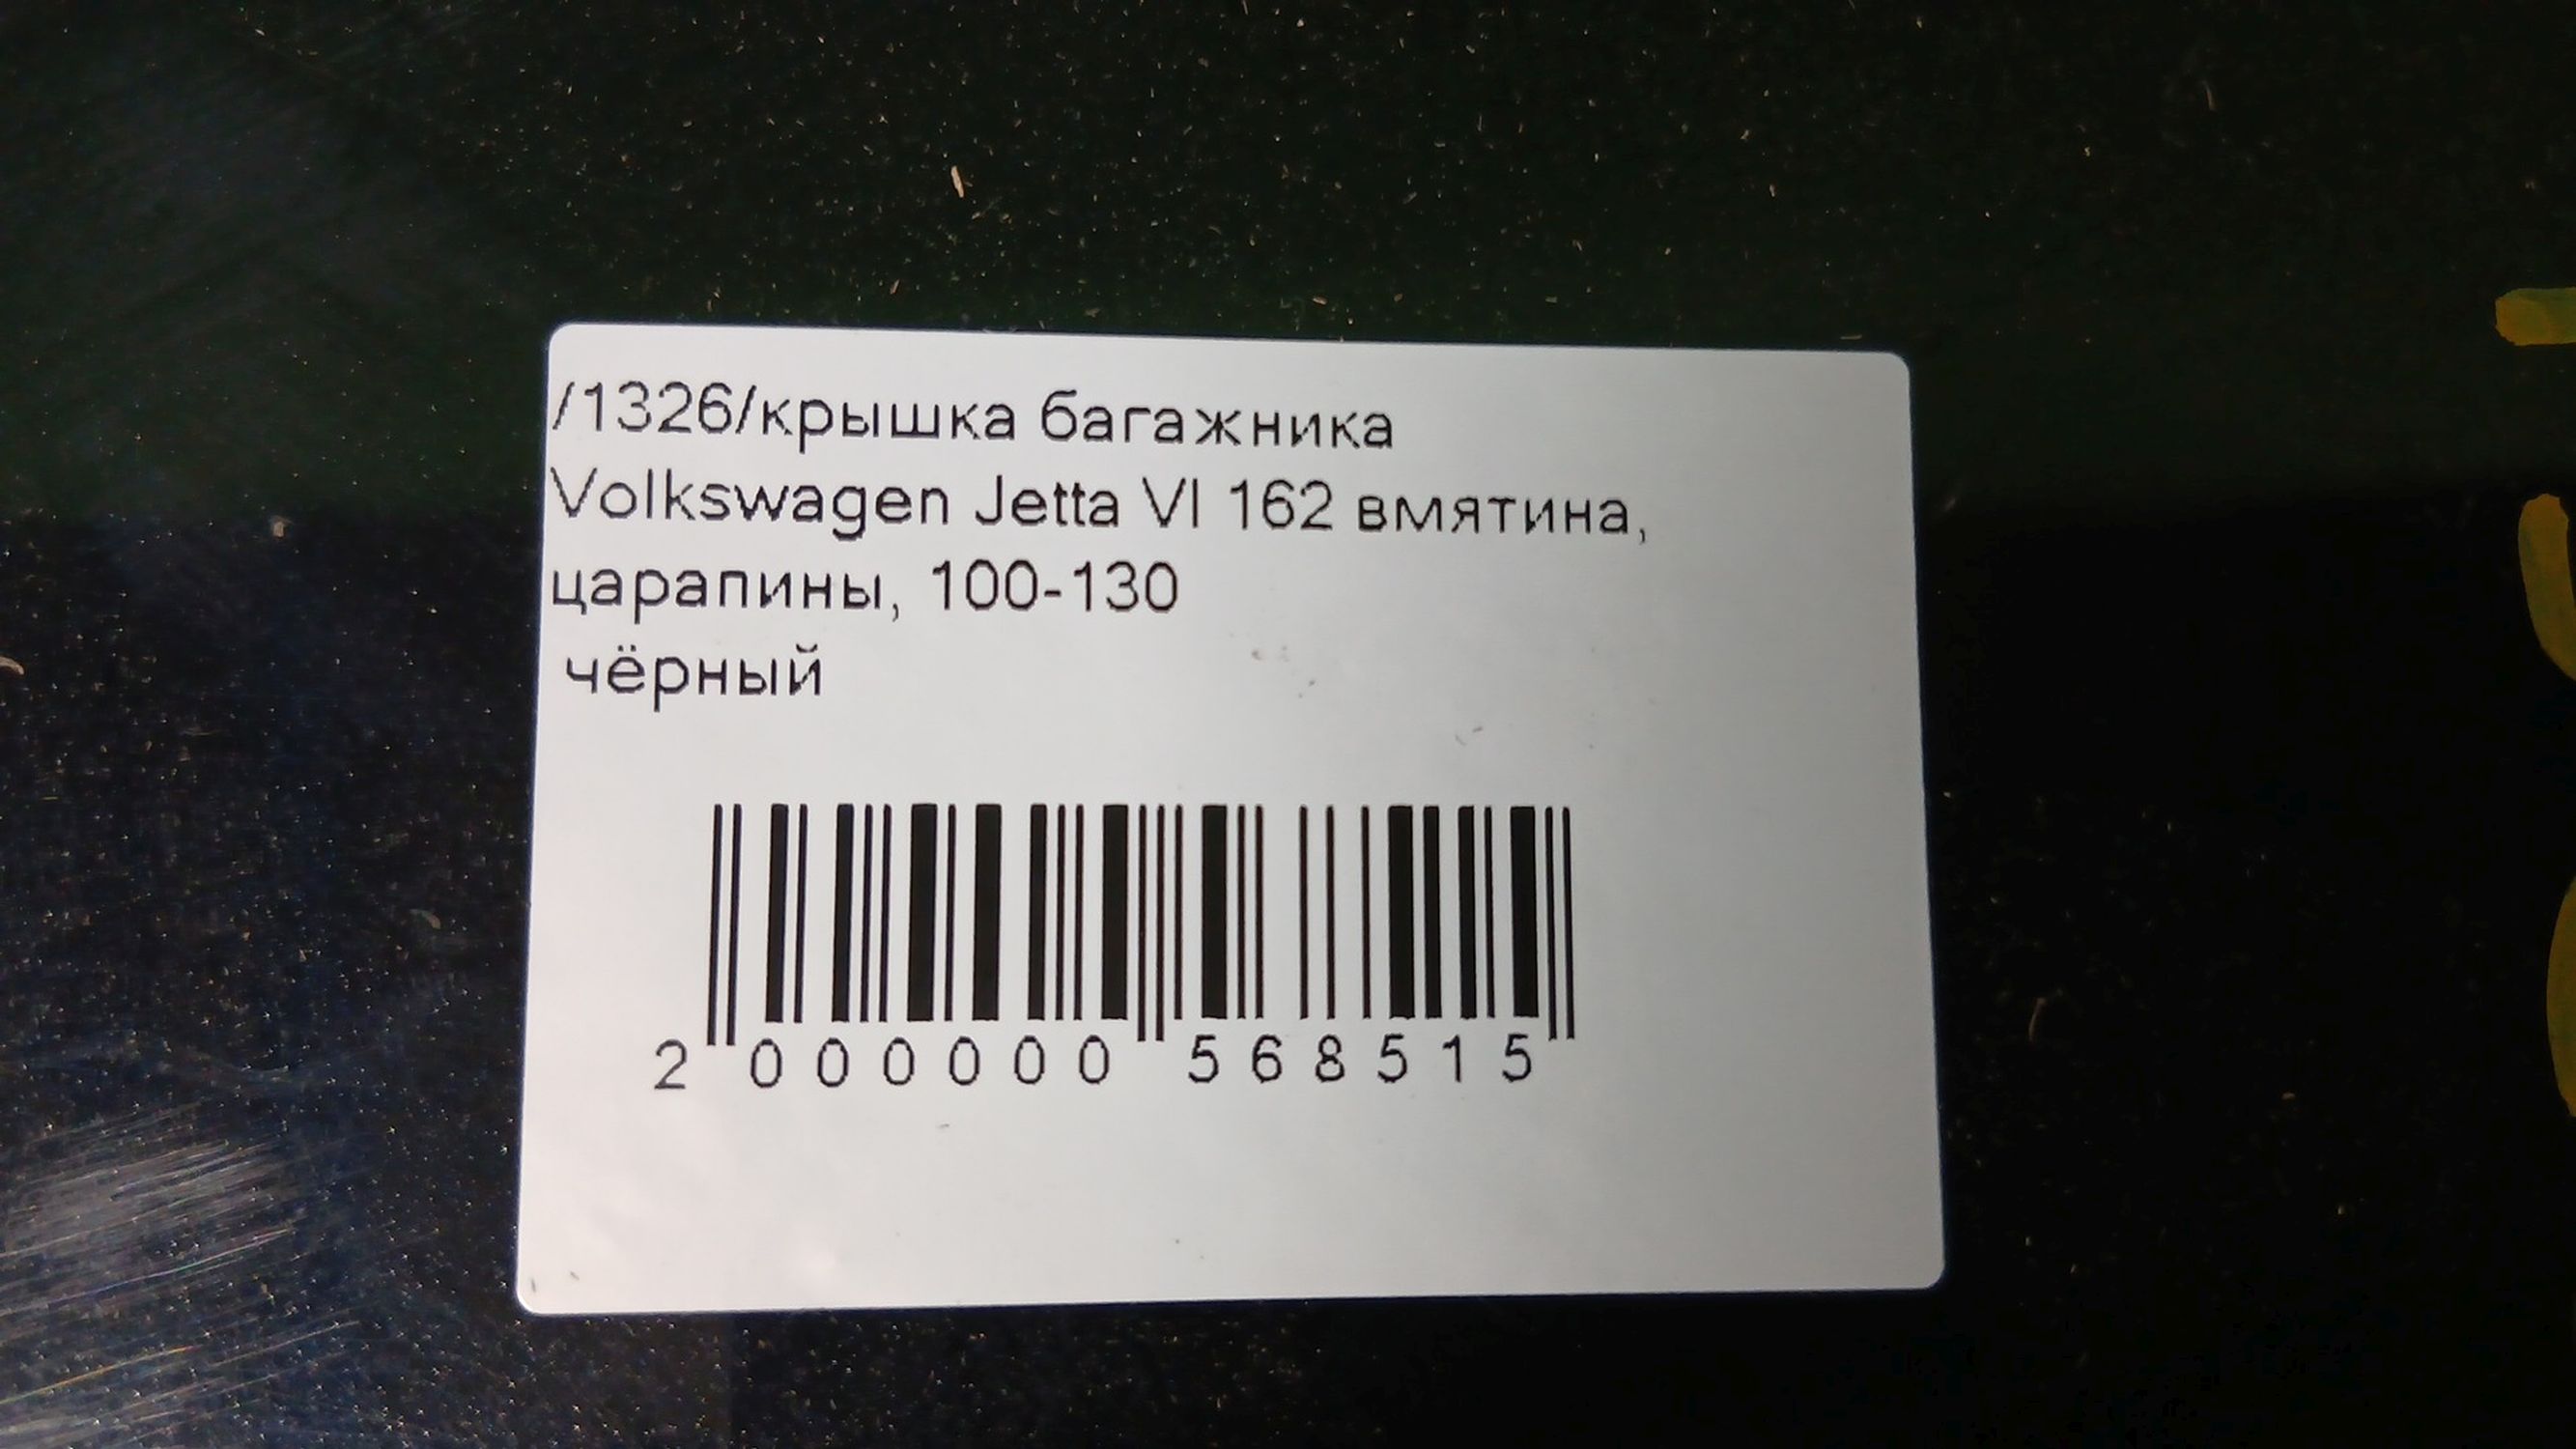 /1326/крышка багажника
Volkswagen Jetta VI 162 вмятина,
царапины, 100-130
чёрный
2 000000 568515